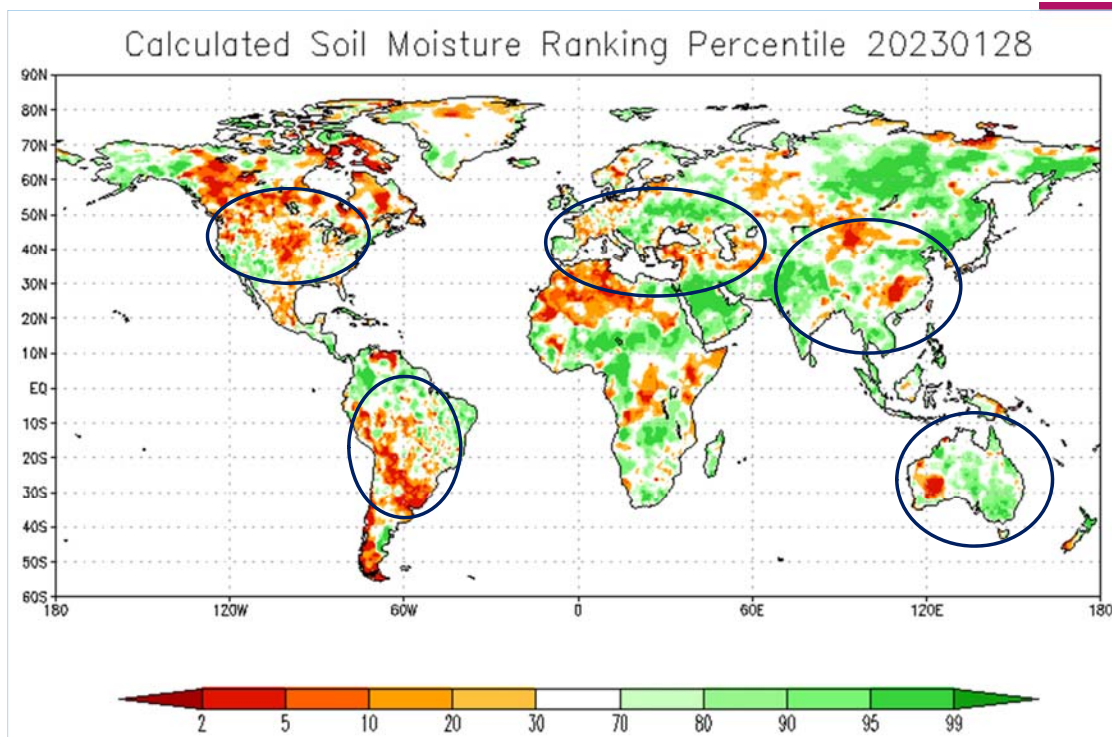 Calculated Soil Moisture Ranking Percentile 20230128
90N
80N
70N
60N
50N
40N
30N
20N
10N
EQ
10S
20S
30S
40S
50S
60S
180 120W 60W 0 60E 120E 180
2 5 10 20 30 70 80 90 95 99